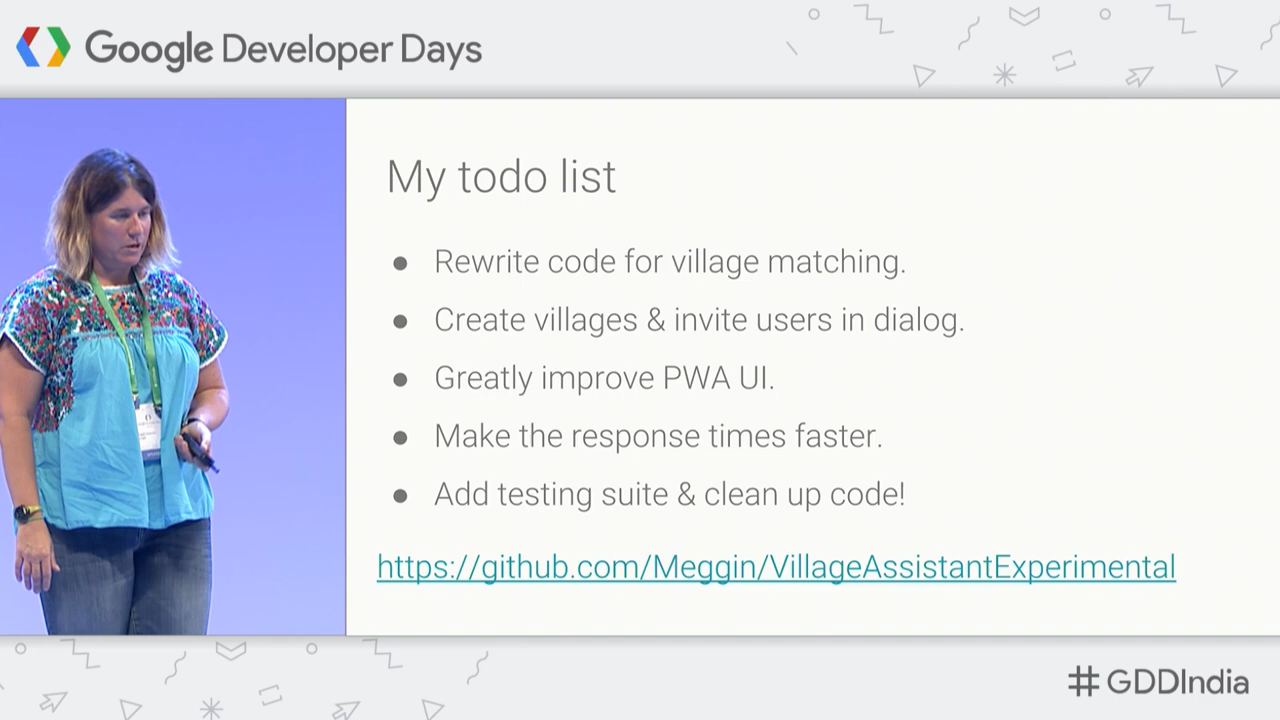 Google Developer Days
My todo list
● Rewrite code for village matching.
● Create villages & invite users in dialog.
● Greatly improve PWA UI.
● Make the response times faster.
● Add testing suite & clean up code!
https://github.com/Meggin/VillageAssistantExperimental
#GDDIndia